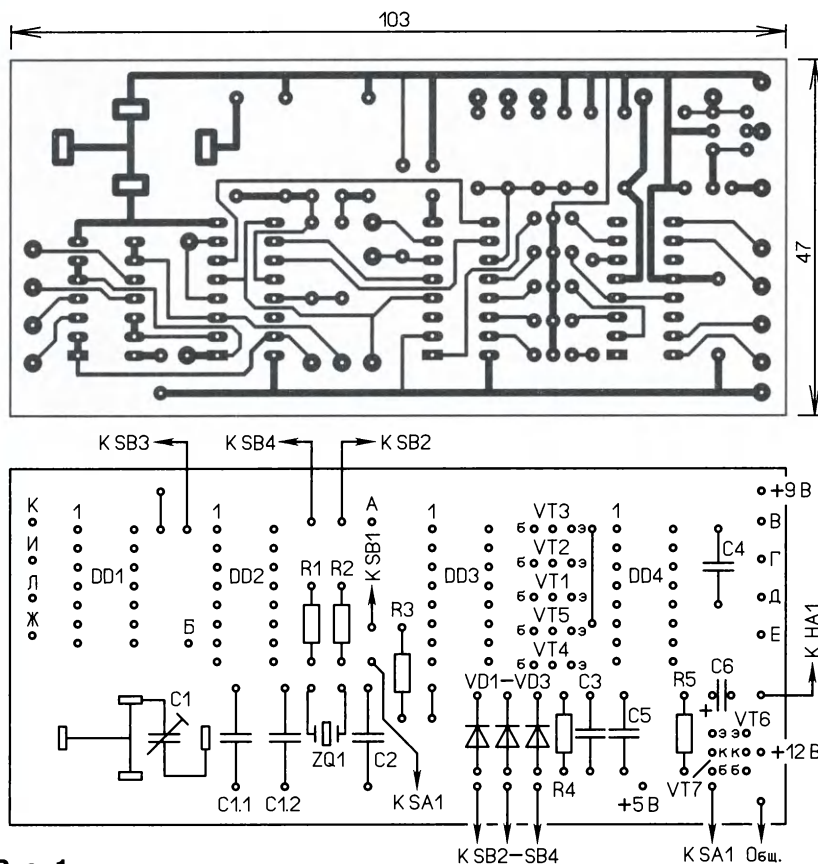 103
47
К SB3
К SB4
К SB2
К
И
Л
Ж
1
DD1
Б
1
DD2
R1
R2
А
К SB1
R3
1
DD3
VT3
б
э
VT2
б
э
VT1
б
э
VT5
б
э
VT4
б
э
1
DD4
C4
+9 В
В
Г
Д
Е
К HA1
C1
C1.1
C1.2
ZQ1
C2
К SA1
VD1–VD3
R4
C3
C5
+5 В
R5
C6
+
VT6
э э
к к
б б
VT7
+12 В
К SB2–SB4
К SA1
Общ.